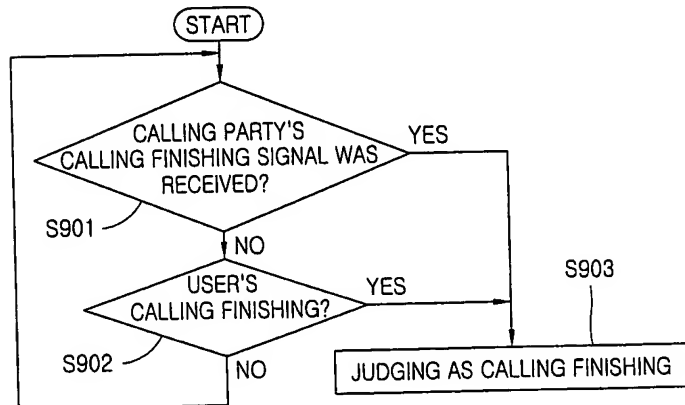 START
CALLING PARTY'S
CALLING FINISHING SIGNAL WAS
RECEIVED?
YES
S901
NO
USER'S
CALLING FINISHING?
YES
S903
S902
NO
JUDGING AS CALLING FINISHING